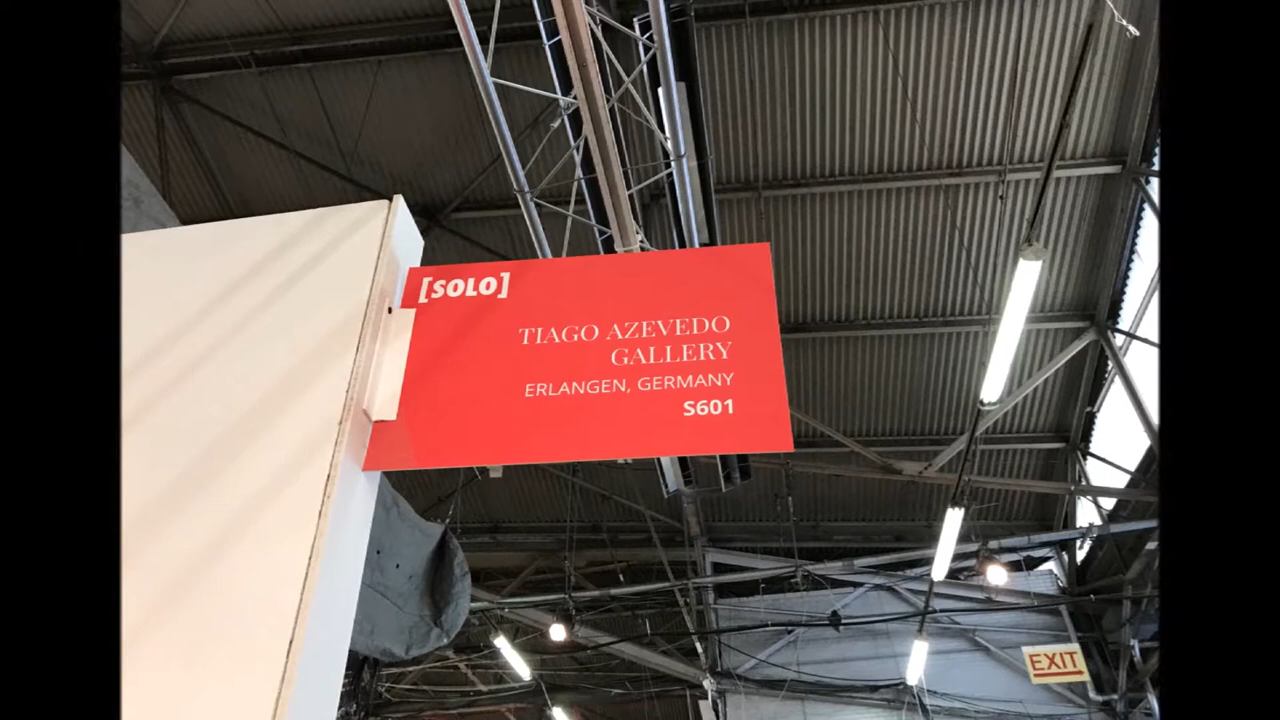 [SOLO]
TIAGO AZEVEDO
GALLERY
ERLANGEN, GERMANY
S601
EXIT